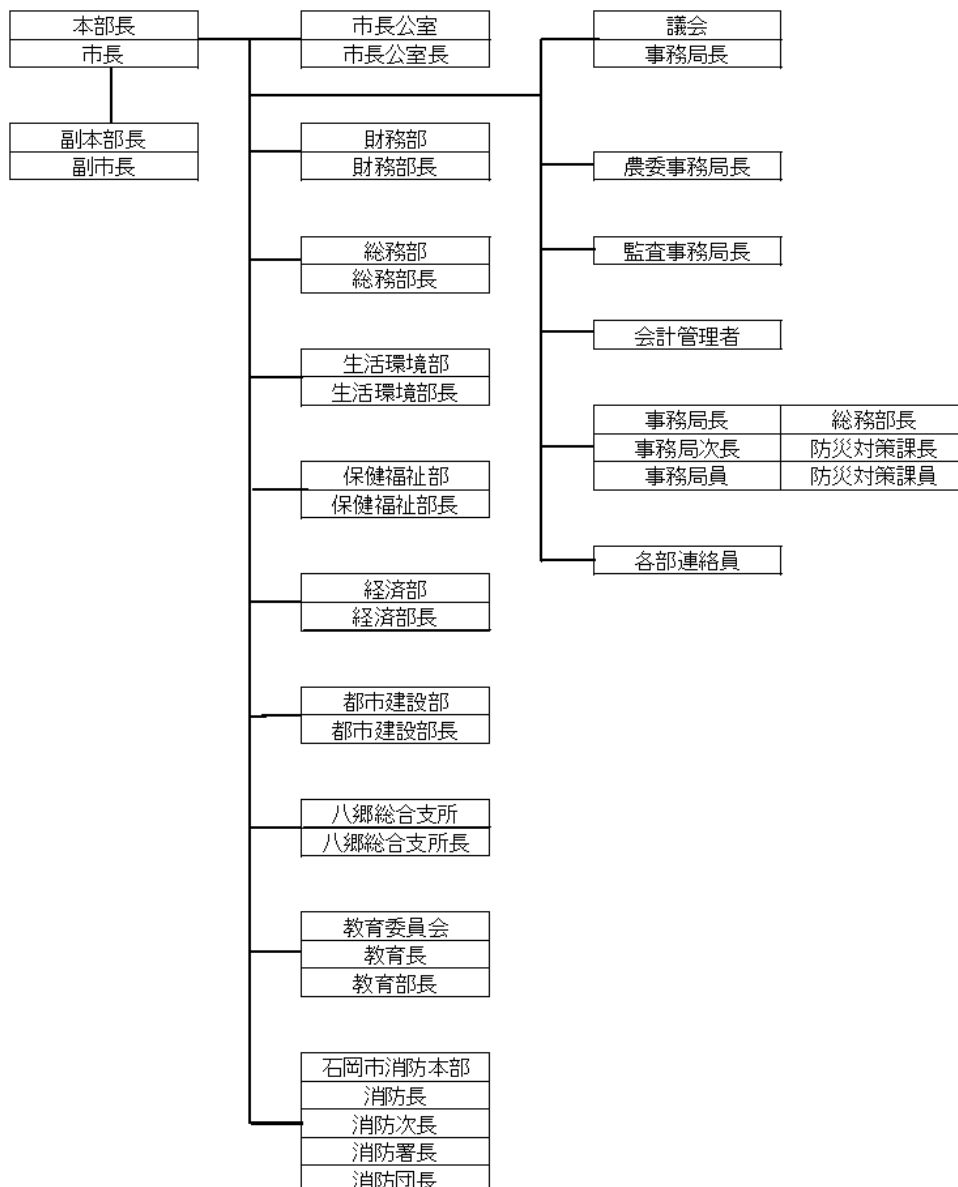 本部長
市長
副本部長
副市長
市長公室
市長公室長
財務部
財務部長
総務部
総務部長
生活環境部
生活環境部長
保健福祉部
保健福祉部長
経済部
経済部長
都市建設部
都市建設部長
八郷総合支所
八郷総合支所長
教育委員会
教育長
教育部長
石岡市消防本部
消防長
消防次長
消防署長
消防団長
議会
事務局長
農委事務局長
監査事務局長
会計管理者
事務局長 総務部長
事務局次長 防災対策課長
事務局員 防災対策課員
各部連絡員